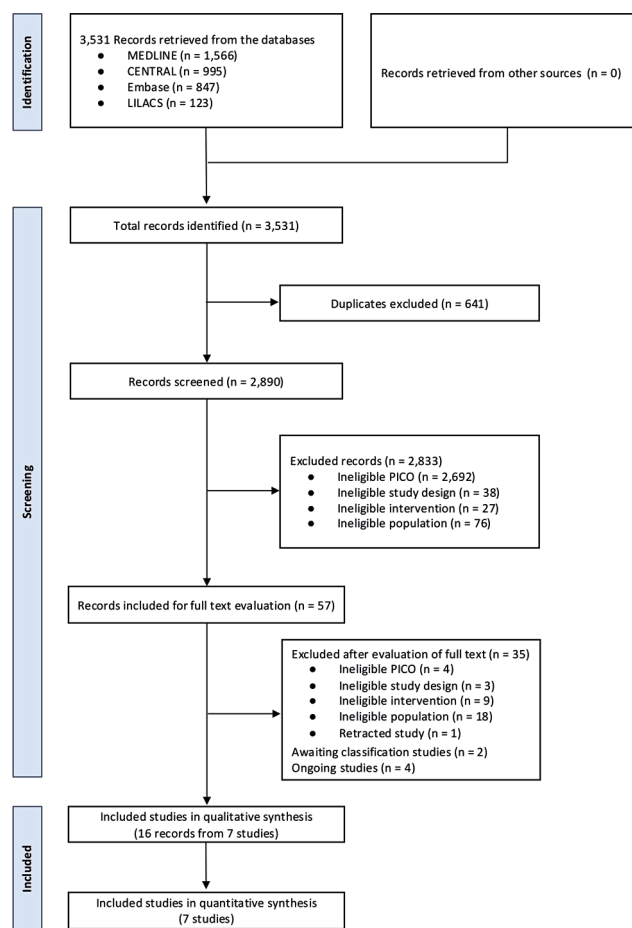 Identification
3,531 Records retrieved from the databases
● MEDLINE (n = 1,566)
● CENTRAL (n = 995)
● Embase (n = 847)
● LILACS (n = 123)
Records retrieved from other sources (n = 0)
Screening
Total records identified (n = 3,531)
Duplicates excluded (n = 641)
Records screened (n = 2,890)
Excluded records (n = 2,833)
● Ineligible PICO (n = 2,692)
● Ineligible study design (n = 38)
● Ineligible intervention (n = 27)
● Ineligible population (n = 76)
Records included for full text evaluation (n = 57)
Excluded after evaluation of full text (n = 35)
● Ineligible PICO (n = 4)
● Ineligible study design (n = 3)
● Ineligible intervention (n = 9)
● Ineligible population (n = 18)
● Retracted study (n = 1)
Awaiting classification studies (n = 2)
Ongoing studies (n = 4)
Included
Included studies in qualitative synthesis
(16 records from 7 studies)
Included studies in quantitative synthesis
(7 studies)